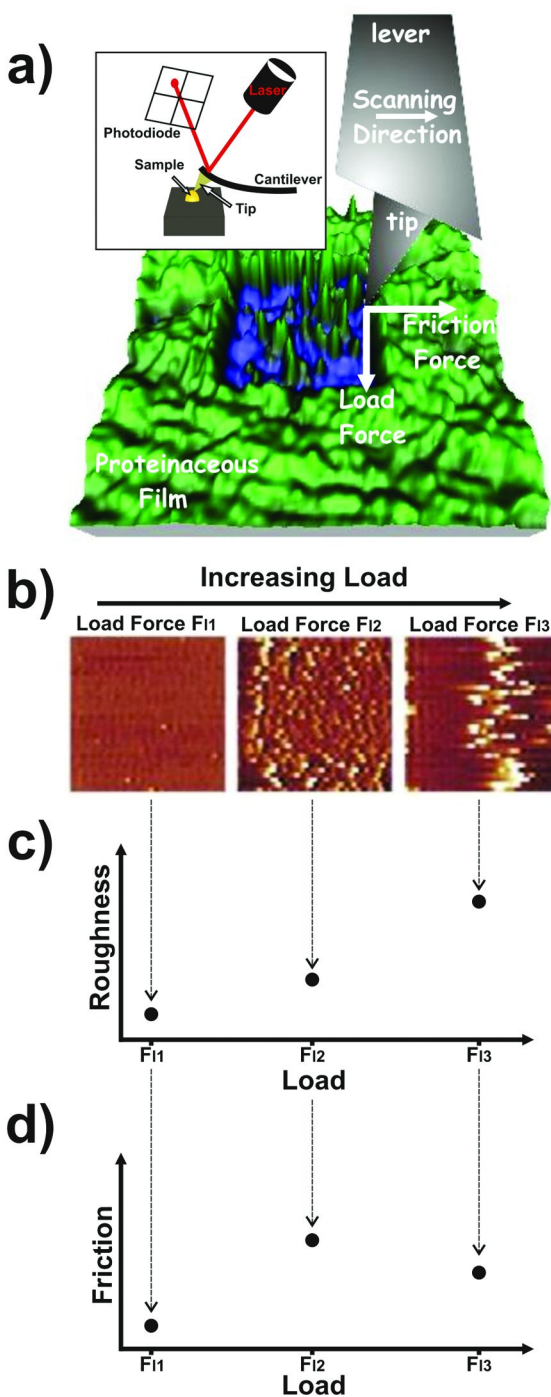 a)
Photodiode
Laser
Sample
Cantilever
Tip
lever
Scanning
Direction
tip
Friction
Force
Load
Force
Proteinaceous
Film
b)
Increasing Load
Load Force Fl1 Load Force Fl2 Load Force Fl3
c)
Roughness
Fl1 Fl2 Fl3
Load
d)
Friction
Fl1 Fl2 Fl3
Load